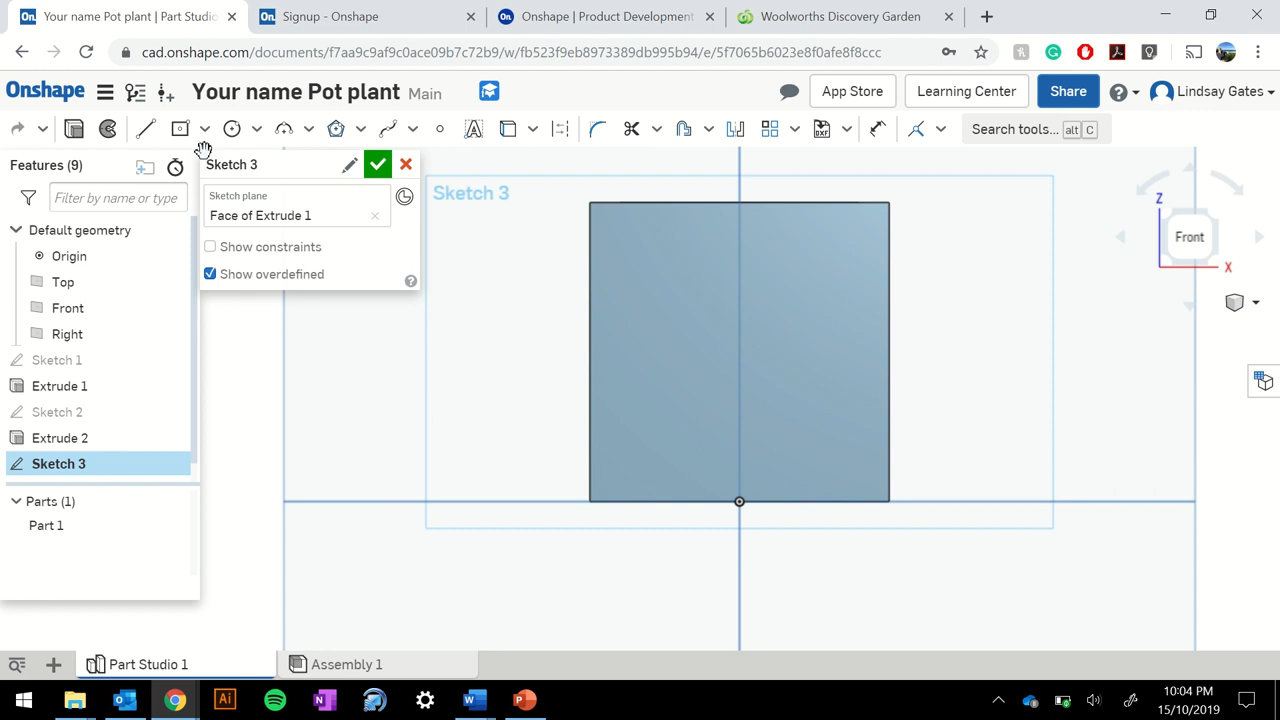 Your name Pot plant | Part Studio
Signup - Onshape
Onshape | Product Development
Woolworths Discovery Garden
cad.onshape.com/documents/f7aa9c9af9c0ace09b7c72b9/w/fb523f9eb8973389db995b94/e/5f7065b6023e8f0afe8f8ccc
Onshape
Your name Pot plant Main
App Store
Learning Center
Share
Lindsay Gates
Search tools... alt C
Features (9)
Filter by name or type
Default geometry
Origin
Top
Front
Right
Sketch 1
Extrude 1
Sketch 2
Extrude 2
Sketch 3
Parts (1)
Part 1
Sketch 3
Sketch plane
Face of Extrude 1
Show constraints
Show overdefined
Sketch 3
Z
Front
X
Part Studio 1
Assembly 1
10:04 PM
15/10/2019